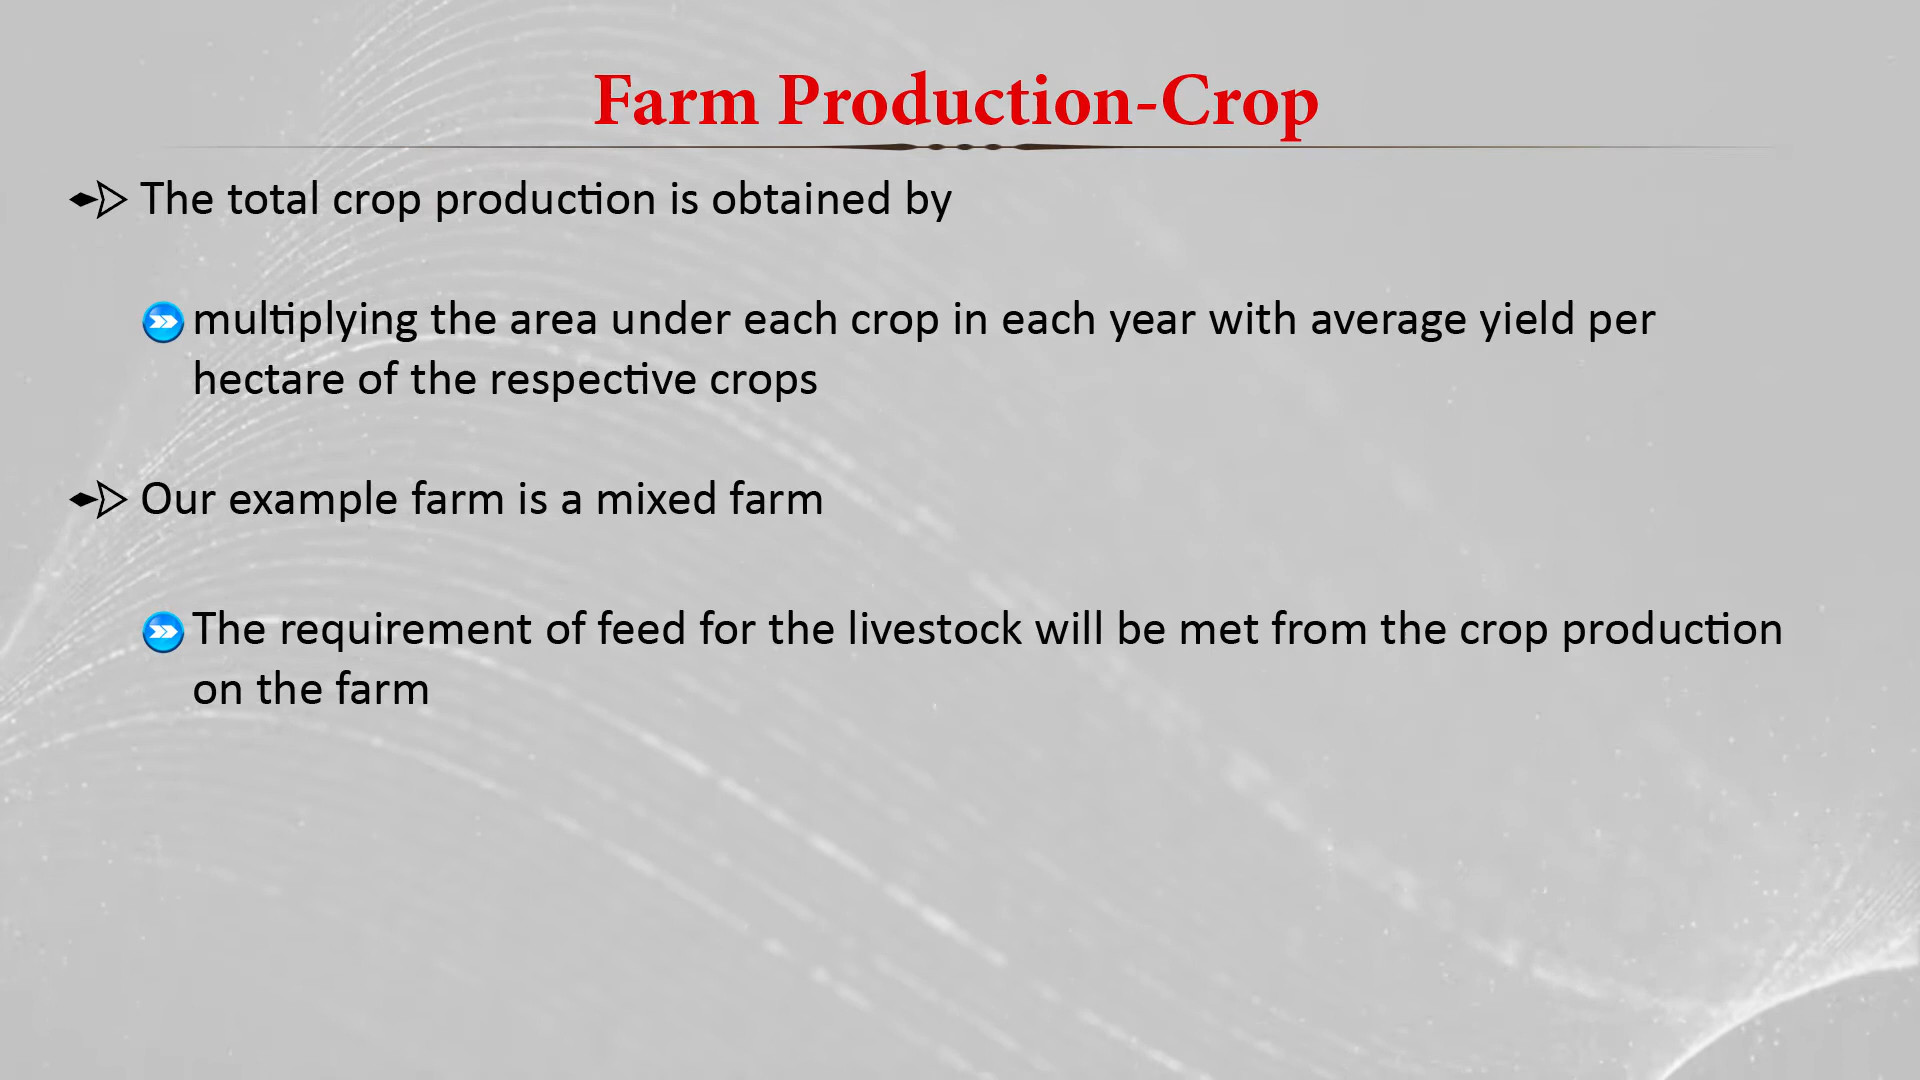 Farm Production-Crop
The total crop production is obtained by
multiplying the area under each crop in each year with average yield per
hectare of the respective crops
Our example farm is a mixed farm
The requirement of feed for the livestock will be met from the crop production
on the farm